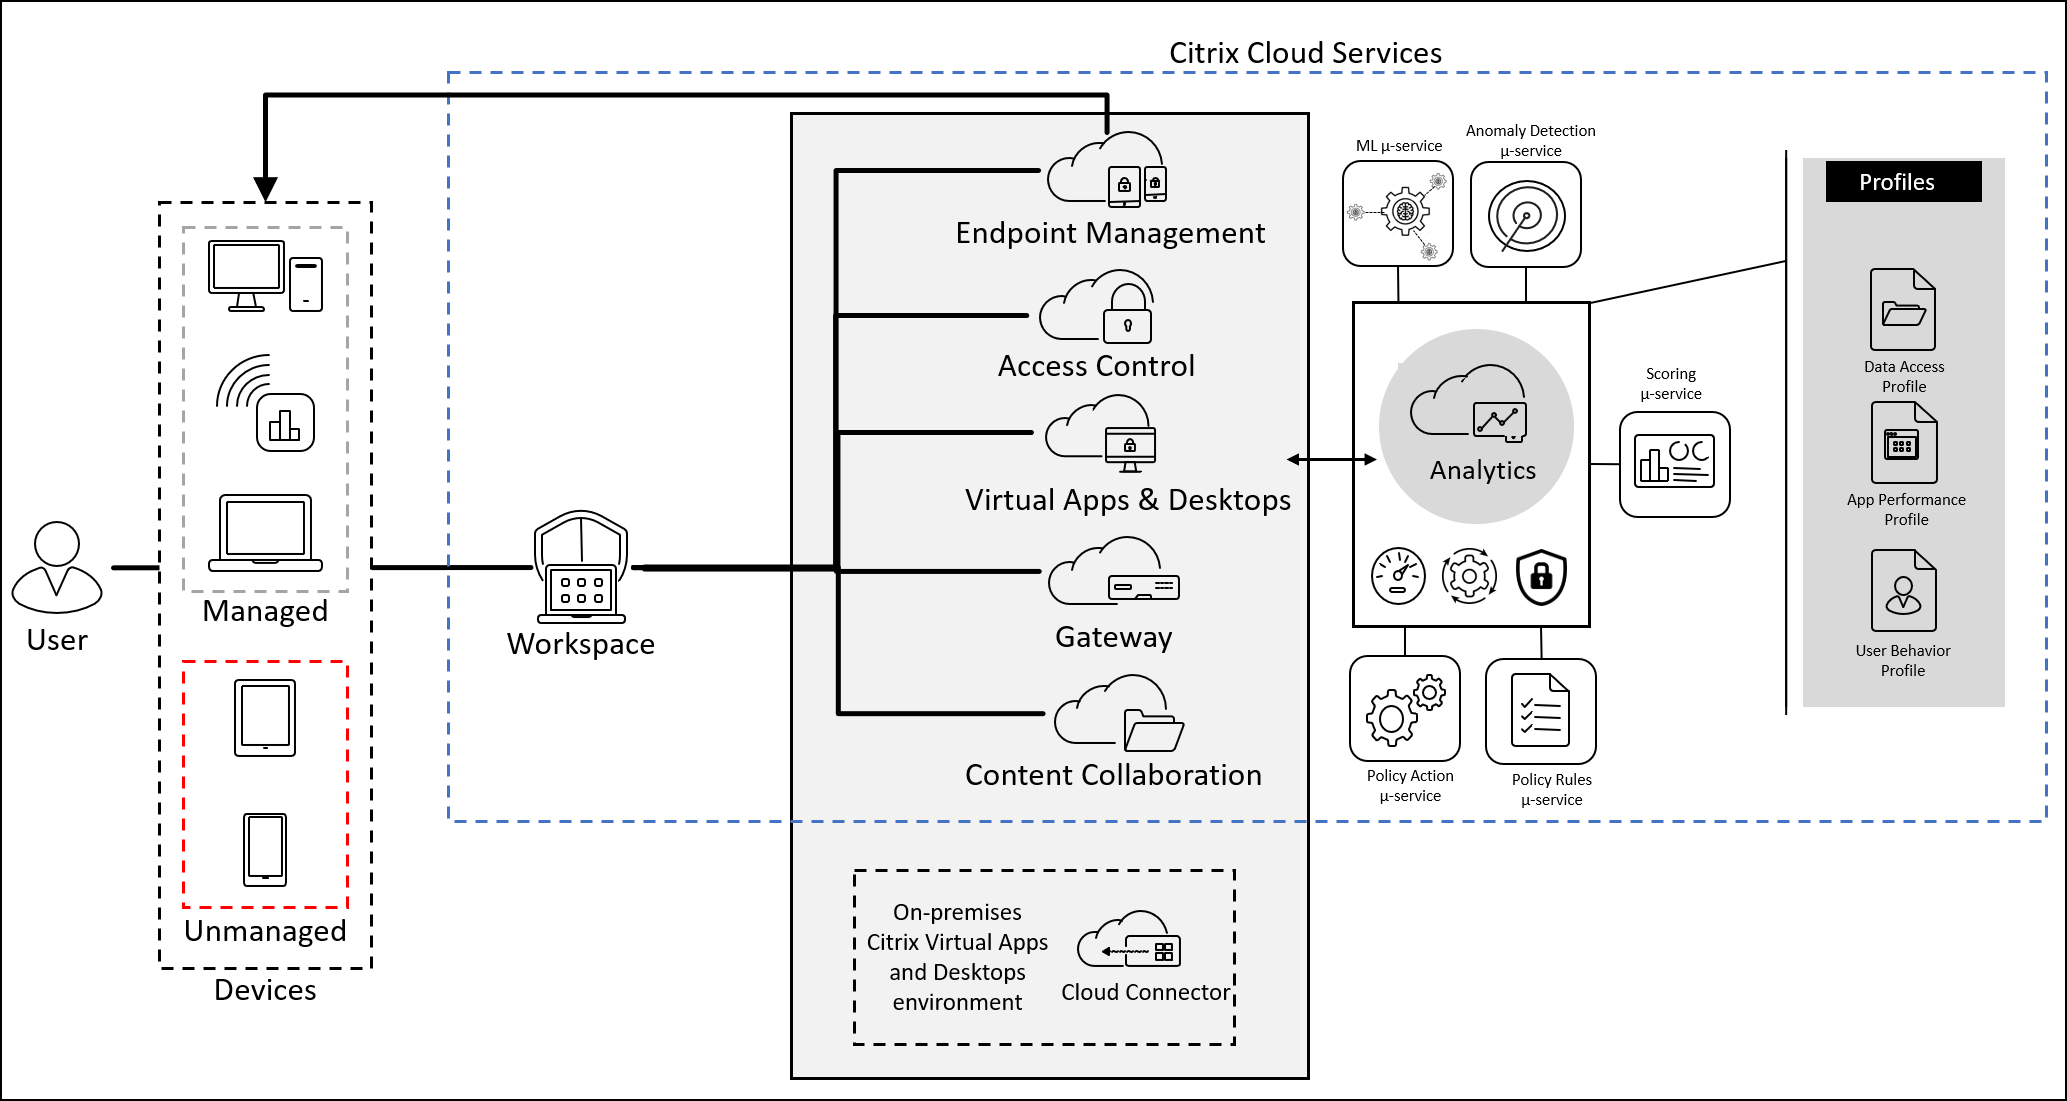 Citrix Cloud Services
User
Managed
Unmanaged
Devices
Workspace
Endpoint Management
Access Control
Virtual Apps & Desktops
Gateway
Content Collaboration
On-premises
Citrix Virtual Apps
and Desktops
environment
Cloud Connector
ML µ-service
Anomaly Detection
µ-service
Analytics
Scoring
µ-service
Policy Action
µ-service
Policy Rules
µ-service
Profiles
Data Access
Profile
App Performance
Profile
User Behavior
Profile